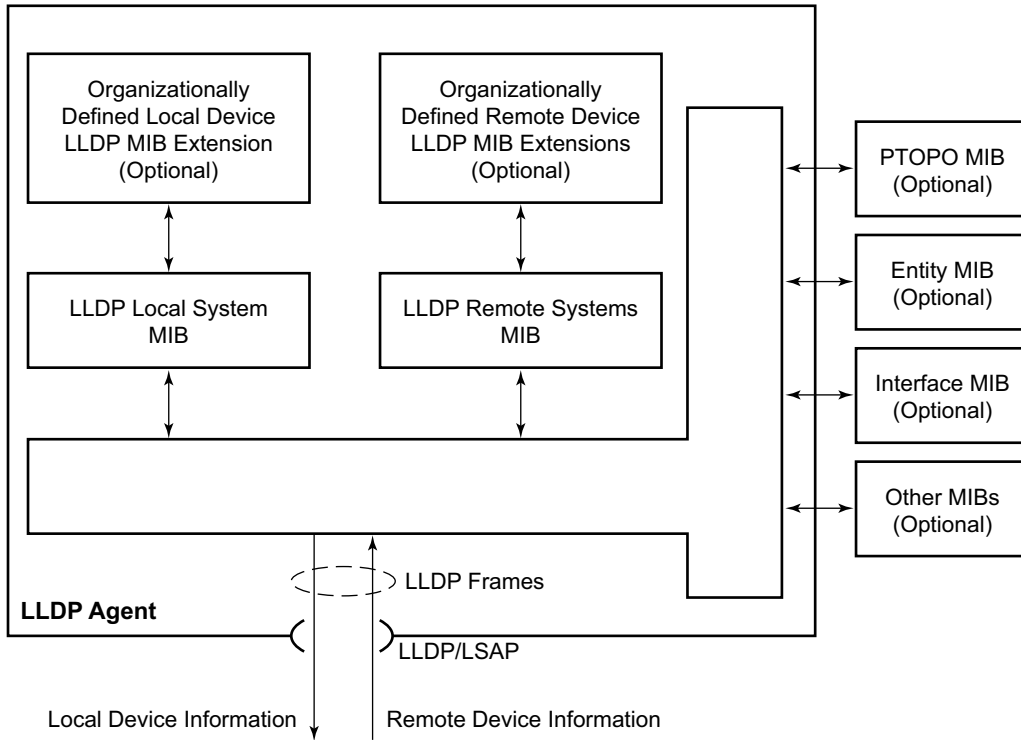 Organizationally
Defined Local Device
LLDP MIB Extension
(Optional)
Organizationally
Defined Remote Device
LLDP MIB Extensions
(Optional)
PTOPO MIB
(Optional)
Entity MIB
(Optional)
LLDP Local System
MIB
LLDP Remote Systems
MIB
Interface MIB
(Optional)
Other MIBs
(Optional)
LLDP Frames
LLDP Agent
LLDP/LSAP
Local Device Information
Remote Device Information